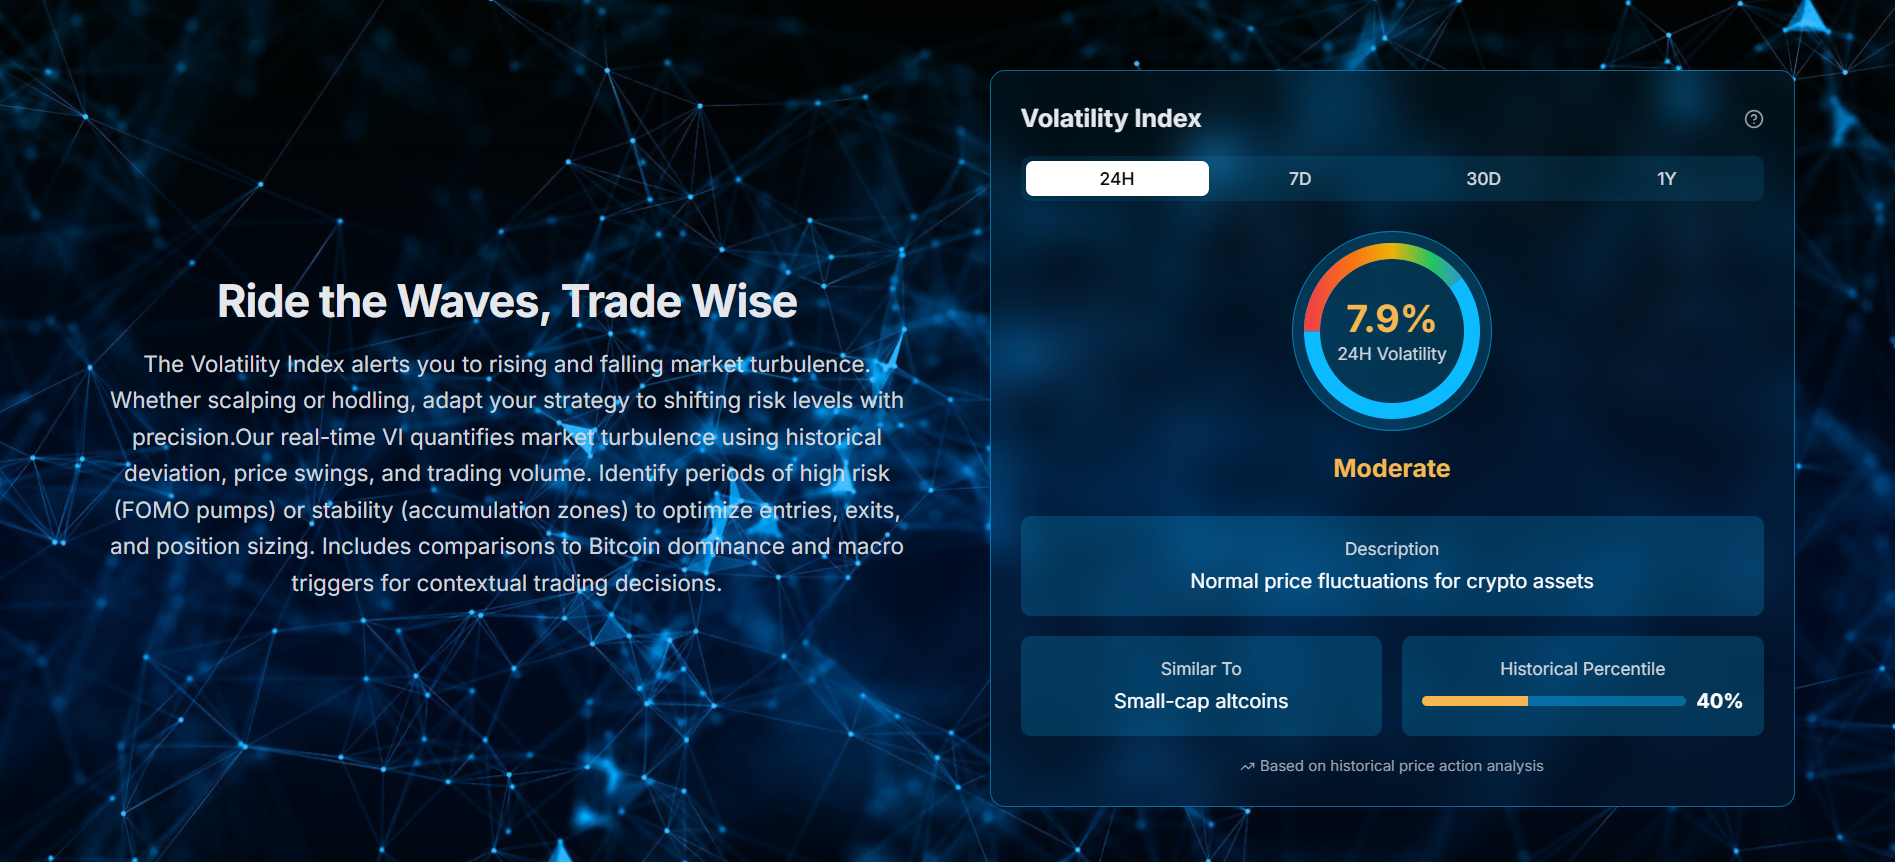 Ride the Waves, Trade Wise
The Volatility Index alerts you to rising and falling market turbulence.
Whether scalping or hodling, adapt your strategy to shifting risk levels with
precision.Our real-time VI quantifies market turbulence using historical
deviation, price swings, and trading volume. Identify periods of high risk
(FOMO pumps) or stability (accumulation zones) to optimize entries, exits,
and position sizing. Includes comparisons to Bitcoin dominance and macro
triggers for contextual trading decisions.
Volatility Index
24H 7D 30D 1Y
7.9%
24H Volatility
Moderate
Description
Normal price fluctuations for crypto assets
Similar To
Small-cap altcoins
Historical Percentile
40%
Based on historical price action analysis